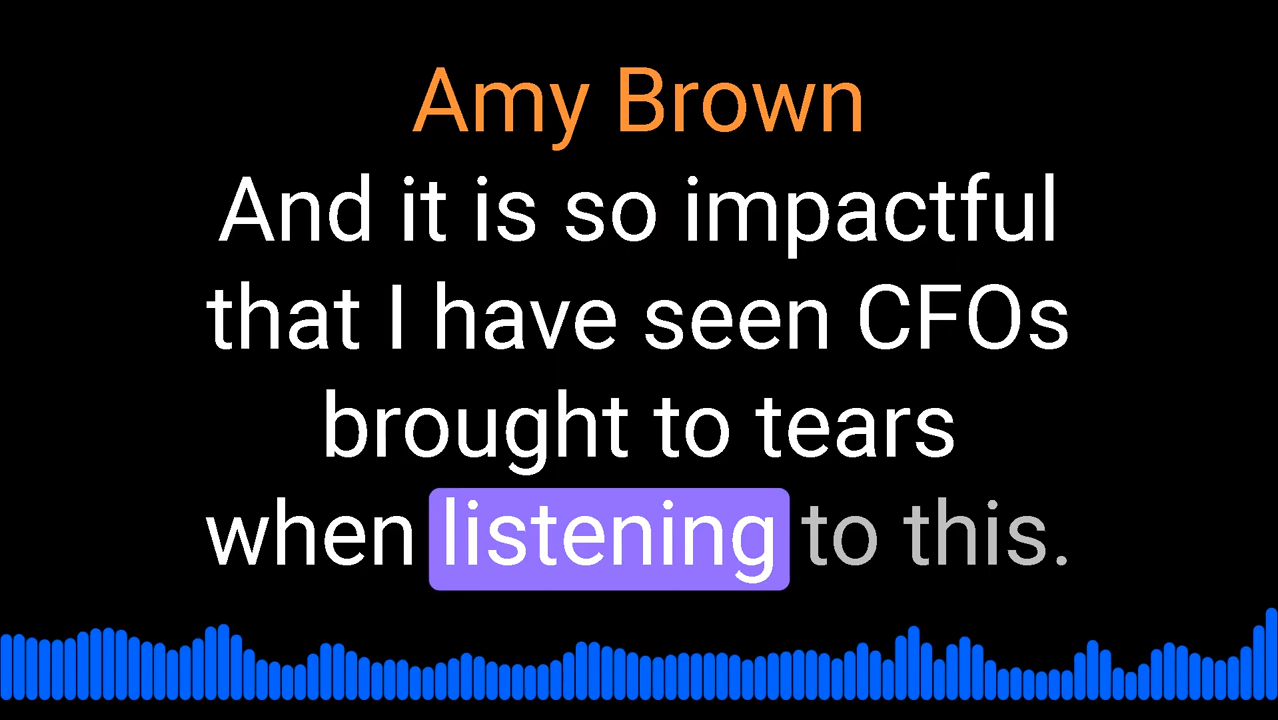 Amy Brown
And it is so impactful
that I have seen CFOs
brought to tears
when listening to this.